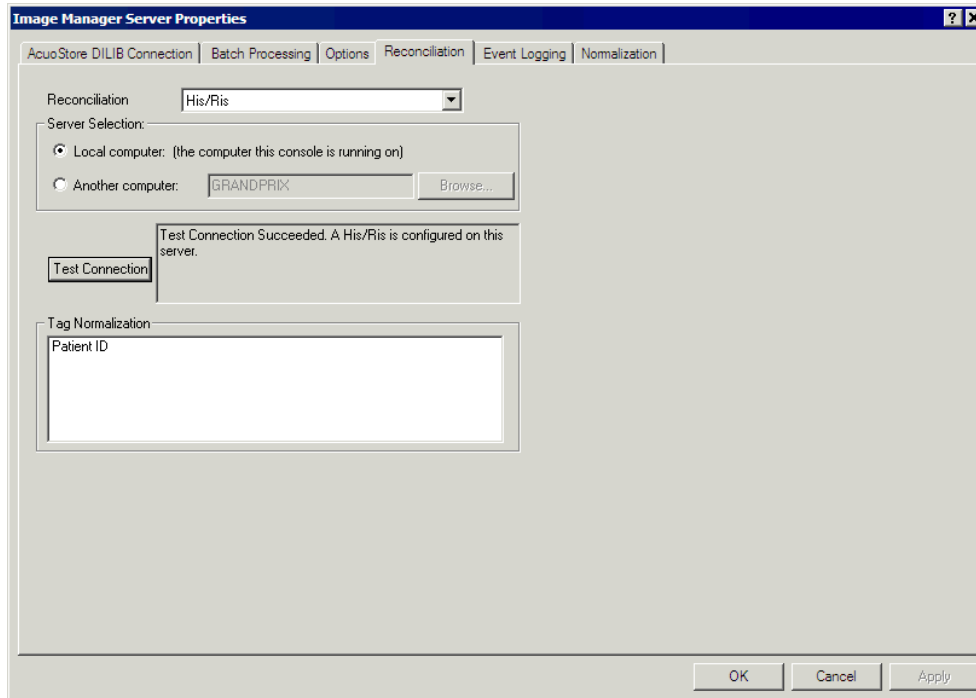 Image Manager Server Properties
? X
AcuoStore DILIB Connection Batch Processing Options Reconciliation Event Logging Normalization
Reconciliation His/Ris
Server Selection:
Local computer: (the computer this console is running on)
Another computer: GRANDPRIX Browse...
Test Connection Succeeded. A His/Ris is configured on this
server.
Test Connection
Tag Normalization
Patient ID
OK Cancel Apply